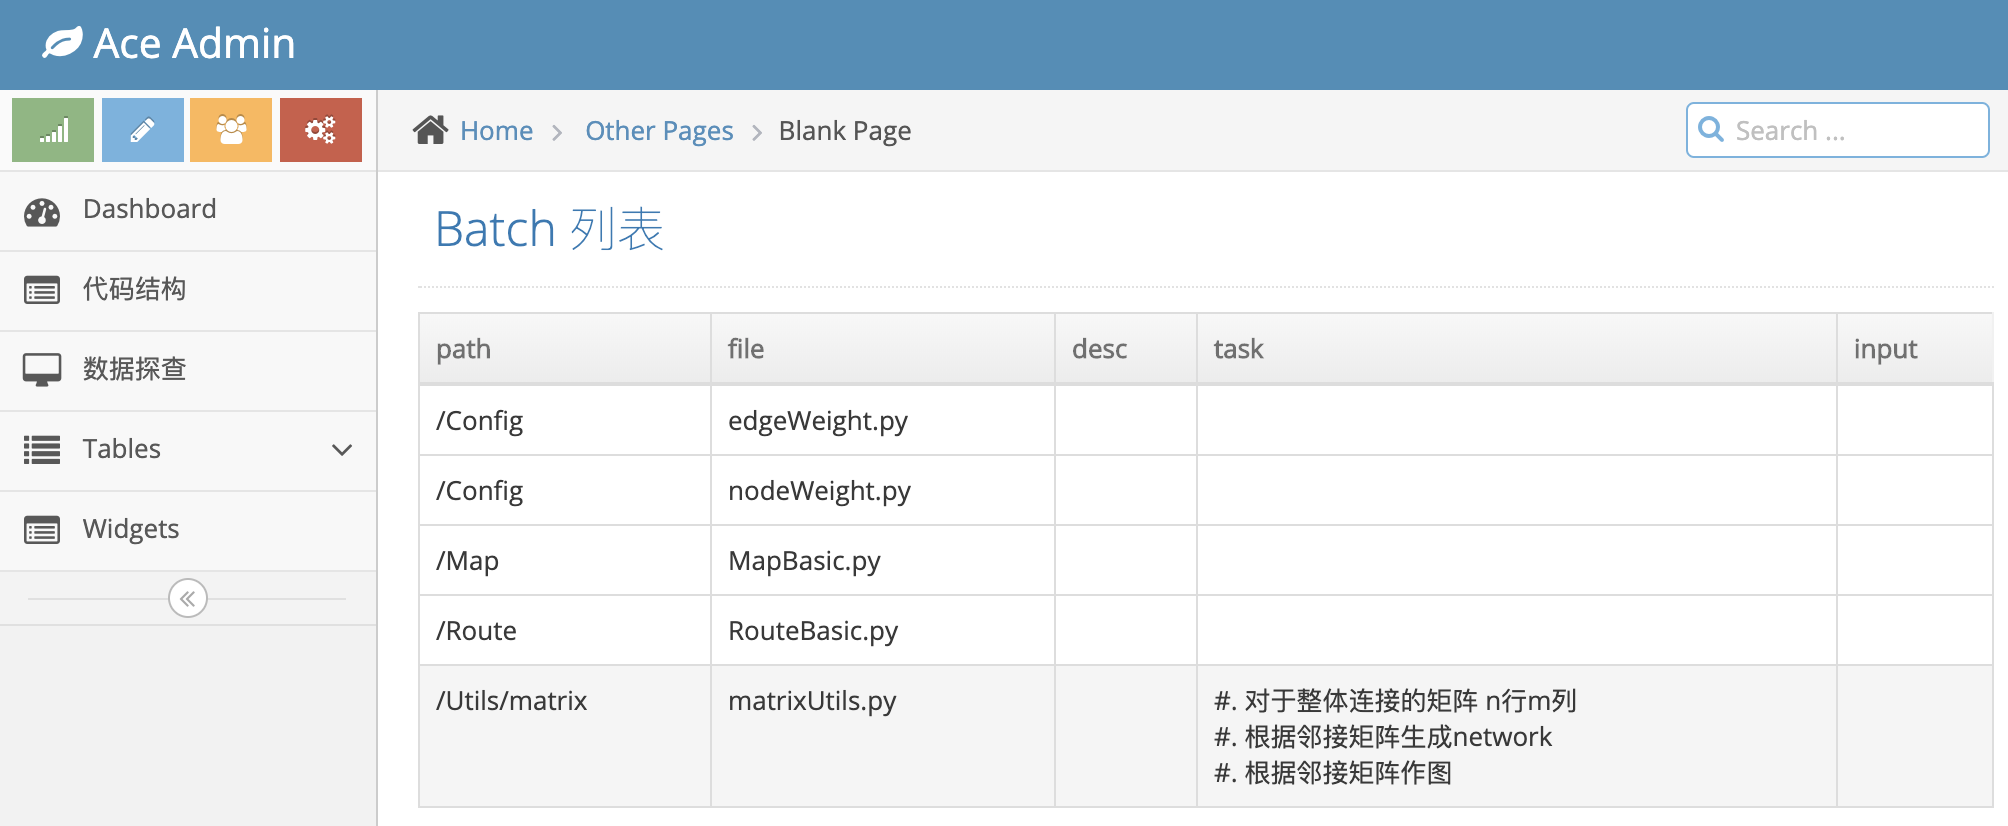 Ace Admin
Home
Other Pages
Blank Page
Search ...
Dashboard
代码结构
数据探查
Tables
Widgets
Batch 列表
path file desc task input
/Config edgeWeight.py
/Config nodeWeight.py
/Map MapBasic.py
/Route RouteBasic.py
/Utils/matrix matrixUtils.py #. 对于整体连接的矩阵 n行m列
#. 根据邻接矩阵生成network
#. 根据邻接矩阵作图